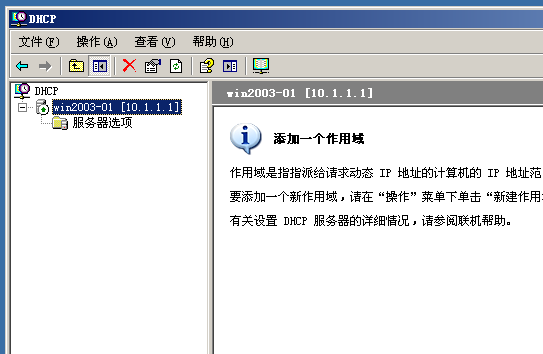 DHCP
文件(F) 操作(A) 查看(V) 帮助(H)
DHCP
win2003-01 [10.1.1.1]
服务器选项
win2003-01 [10.1.1.1]
添加一个作用域
作用域是指指派给请求动态 IP 地址的计算机的 IP 地址范
要添加一个新作用域，请在“操作”菜单下单击“新建作用
有关设置 DHCP 服务器的详细情况，请参阅联机帮助。